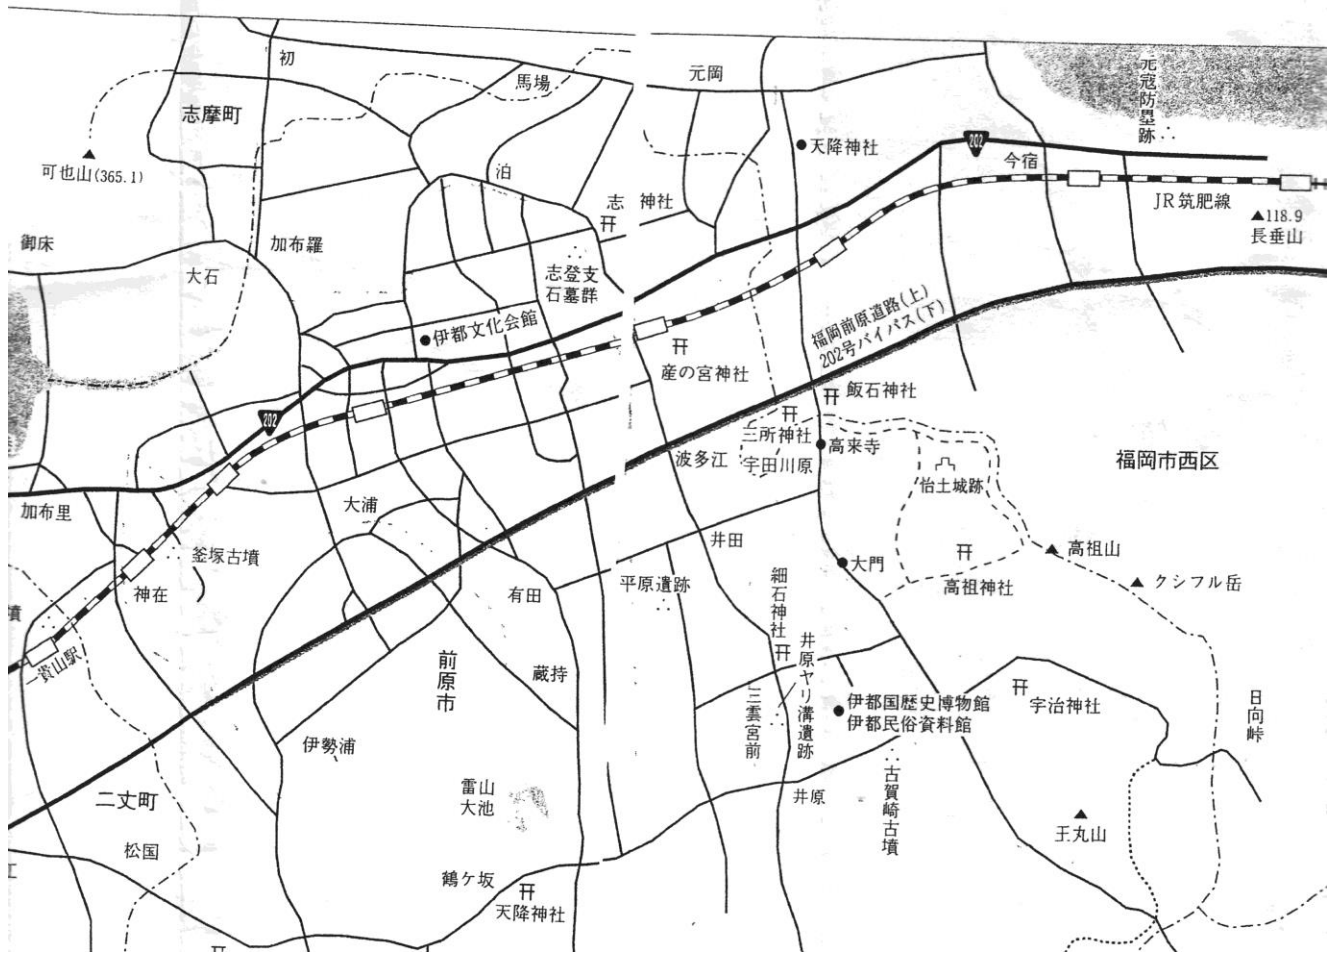 初
馬場
元岡
元寇防塁跡
志摩町
天降神社
202
今宿
可也山(365.1)
泊
志
神社
JR筑肥線
▲118.9
長垂山
御床
加布羅
大石
志登支
石墓群
伊都文化会館
福岡前原道路(上)
202号バイパス(下)
産の宮神社
飯石神社
202
三所神社
宇田川原
高来寺
波多江
怡土城跡
福岡市西区
加布里
大浦
釜塚古墳
井田
高祖山
大門
クシフル岳
神在
有田
平原遺跡
細石神社
高祖神社
墳
一貴山駅
前原市
蔵持
井原ヤリ溝遺跡
三雲宮前
伊都国歴史博物館
伊都民俗資料館
宇治神社
日向峠
伊勢浦
雷山
大池
井原
古賀崎古墳
二丈町
王丸山
松国
鶴ケ坂
天降神社